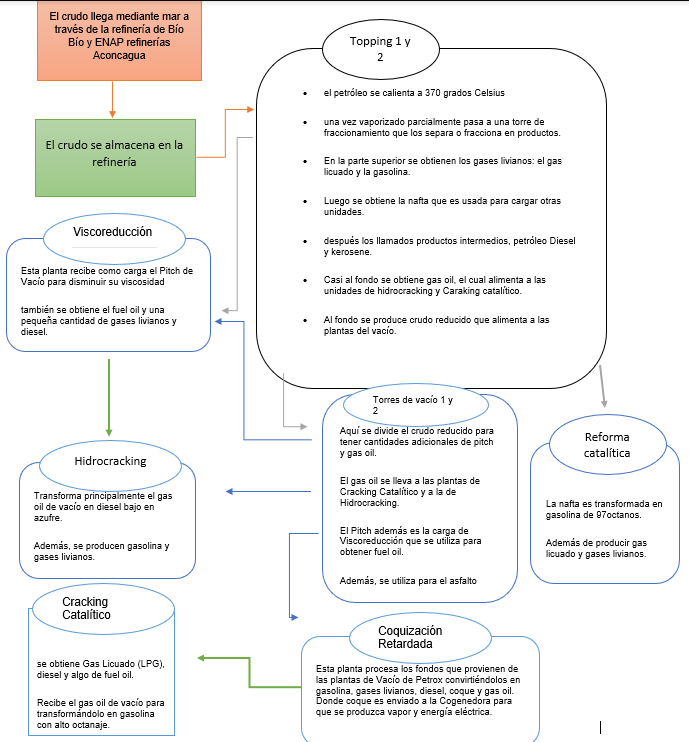 El crudo llega mediante mar a
través de la refinería de Bío
Bío y ENAP refinerías
Aconcagua
El crudo se almacena en la
refinería
Topping 1 y
2
• el petróleo se calienta a 370 grados Celsius
• una vez vaporizado parcialmente pasa a una torre de
fraccionamiento que los separa o fracciona en productos.
• En la parte superior se obtienen los gases livianos: el gas
licuado y la gasolina.
• Luego se obtiene la nafta que es usada para cargar otras
unidades.
• después los llamados productos intermedios, petróleo Diesel
y kerosene.
• Casi al fondo se obtiene gas oil, el cual alimenta a las
unidades de hidrocracking y Caraking catalítico.
• Al fondo se produce crudo reducido que alimenta a las
plantas del vacío.
Viscoreducción
Esta planta recibe como carga el Pitch de
Vacío para disminuir su viscosidad
también se obtiene el fuel oil y una
pequeña cantidad de gases livianos y
diesel.
Torres de vacío 1 y
2
Aquí se divide el crudo reducido para
tener cantidades adicionales de pitch
y gas oil.
El gas oil se lleva a las plantas de
Cracking Catalítico y a la de
Hidrocracking.
El Pitch además es la carga de
Viscoreducción que se utiliza para
obtener fuel oil.
Además, se utiliza para el asfalto
Reforma
catalítica
La nafta es transformada en
gasolina de 97octanos.
Además de producir gas
licuado y gases livianos.
Hidrocracking
Transforma principalmente el gas
oil de vacío en diesel bajo en
azufre.
Además, se producen gasolina y
gases livianos.
Cracking
Catalítico
se obtiene Gas Licuado (LPG),
diesel y algo de fuel oil.
Recibe el gas oil de vacío para
transformándolo en gasolina
con alto octanaje.
Coquización
Retardada
Esta planta procesa los fondos que provienen de
las plantas de Vacío de Petrox convirtiéndolos en
gasolina, gases livianos, diesel, coque y gas oil.
Donde coque es enviado a la Cogenedora para
que se produzca vapor y energía eléctrica.